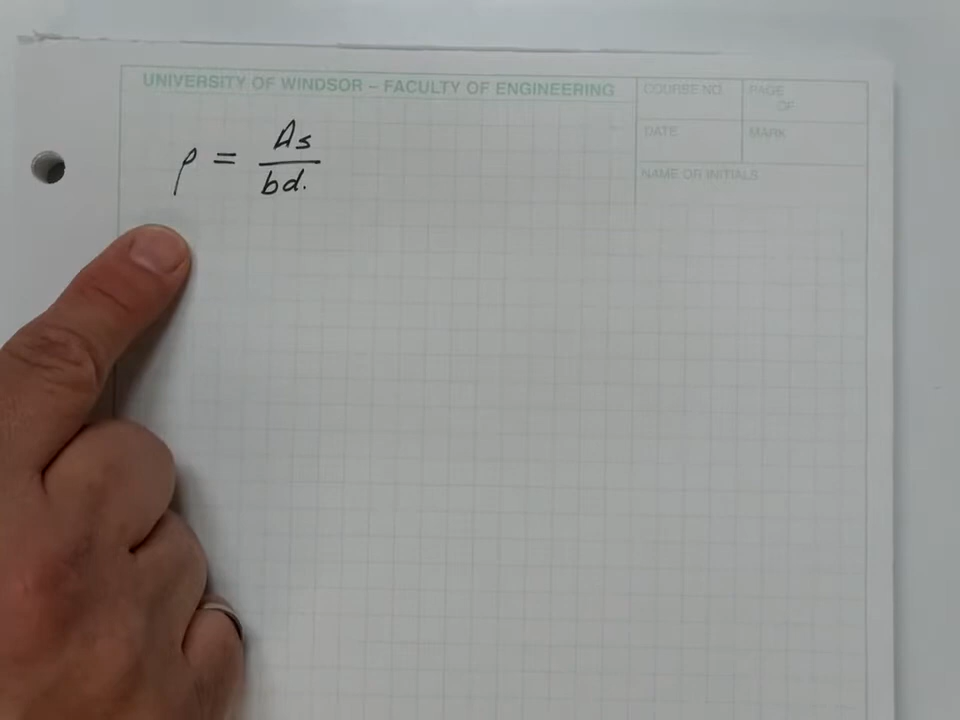 UNIVERSITY OF WINDSOR – FACULTY OF ENGINEERING
COURSE NO.
PAGE
OF
DATE
MARK
NAME OR INITIALS
ρ = As
bd.